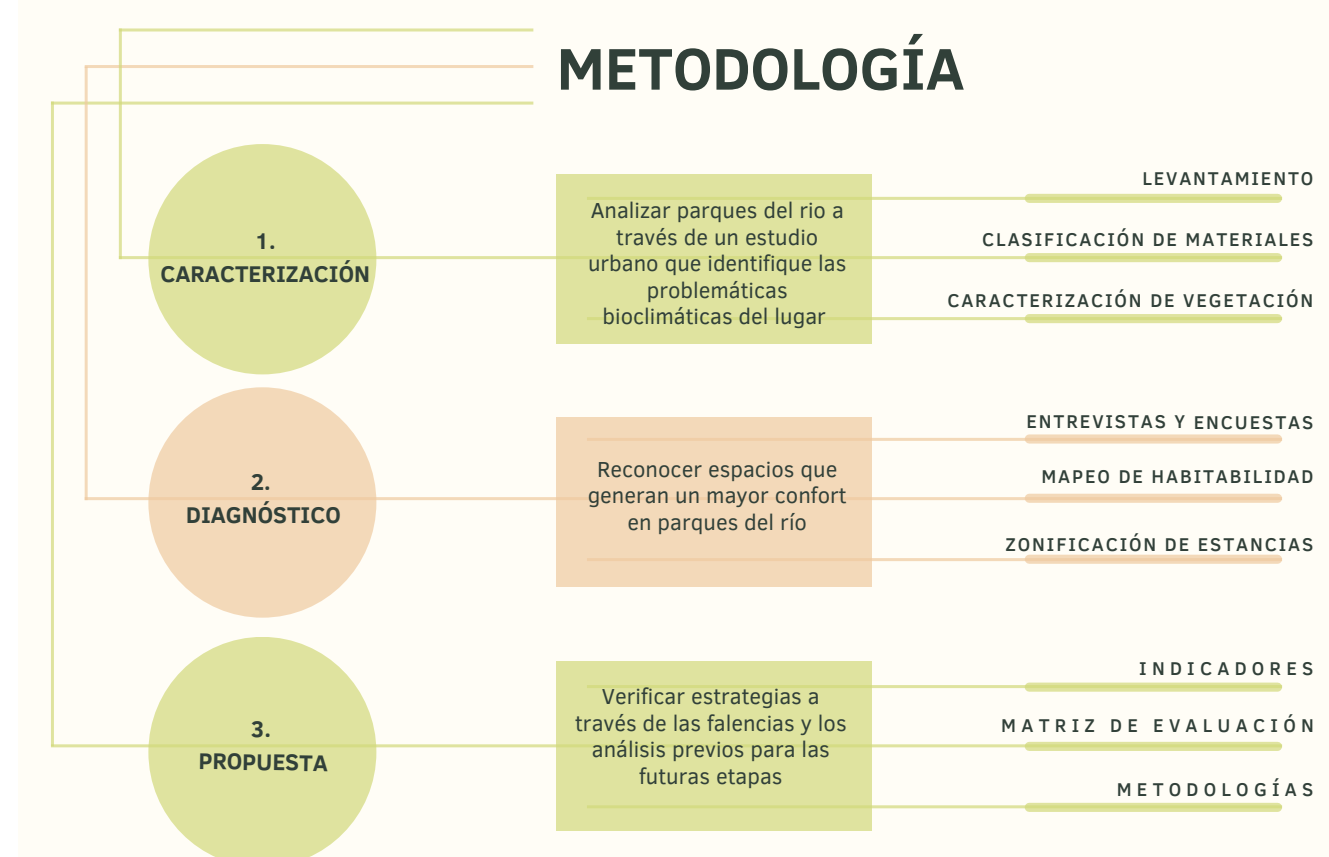 METODOLOGÍA
1.
CARACTERIZACIÓN
Analizar parques del rio a
través de un estudio
urbano que identifique las
problemáticas
bioclimáticas del lugar
LEVANTAMIENTO
CLASIFICACIÓN DE MATERIALES
CARACTERIZACIÓN DE VEGETACIÓN
2.
DIAGNÓSTICO
Reconocer espacios que
generan un mayor confort
en parques del río
ENTREVISTAS Y ENCUESTAS
MAPEO DE HABITABILIDAD
ZONIFICACIÓN DE ESTANCIAS
3.
PROPUESTA
Verificar estrategias a
través de las falencias y los
análisis previos para las
futuras etapas
INDICADORES
MATRIZ DE EVALUACIÓN
METODOLOGÍAS